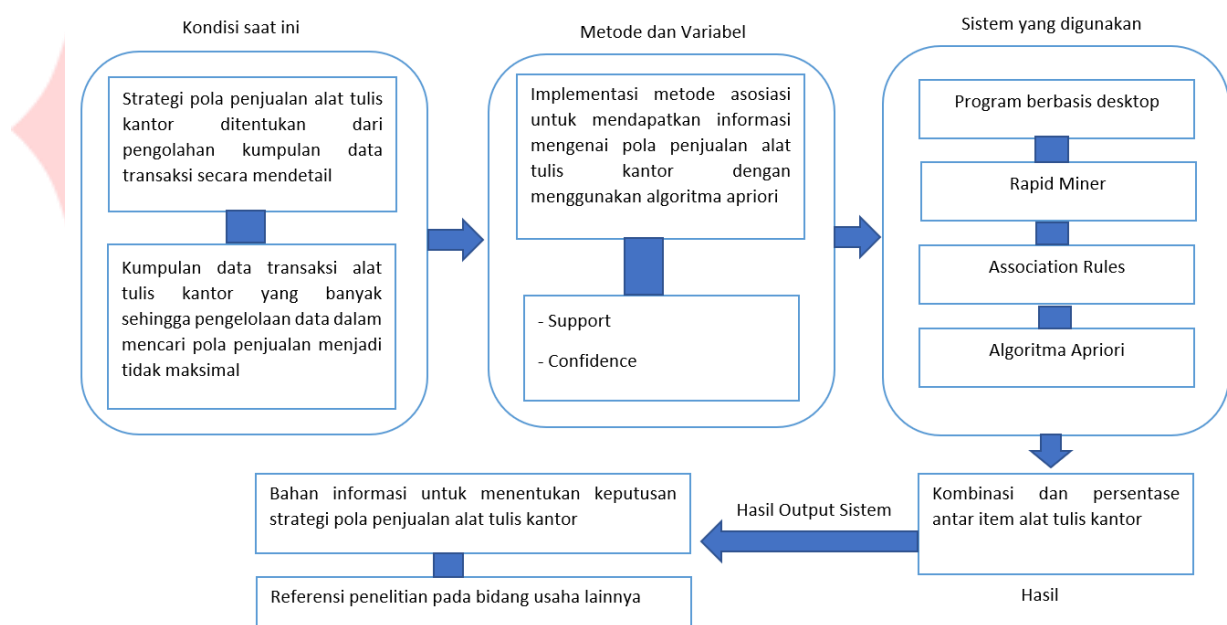 Kondisi saat ini
Strategi pola penjualan alat tulis
kantor ditentukan dari
pengolahan kumpulan data
transaksi secara mendetail
Kumpulan data transaksi alat
tulis kantor yang banyak
sehingga pengelolaan data dalam
mencari pola penjualan menjadi
tidak maksimal
Metode dan Variabel
Implementasi metode asosiasi
untuk mendapatkan informasi
mengenai pola penjualan alat
tulis kantor dengan
menggunakan algoritma apriori
- Support
- Confidence
Sistem yang digunakan
Program berbasis desktop
Rapid Miner
Association Rules
Algoritma Apriori
Kombinasi dan persentase
antar item alat tulis kantor
Hasil
Hasil Output Sistem
Bahan informasi untuk menentukan keputusan
strategi pola penjualan alat tulis kantor
Referensi penelitian pada bidang usaha lainnya